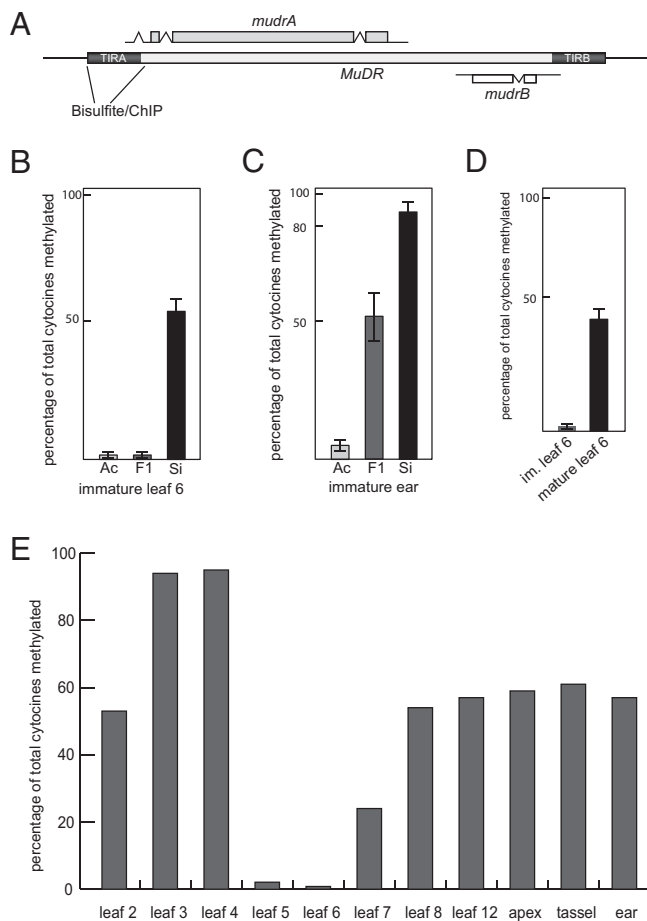 A
mudrA
TIRA
TIRB
MuDR
mudrB
Bisulfite/ChIP
B
percentage of total cytocines methylated
100
50
Ac F1 Si
immature leaf 6
C
percentage of total cytocines methylated
100
80
50
Ac F1 Si
immature ear
D
percentage of total cytocines methylated
100
50
im. leaf 6
mature leaf 6
E
percentage of total cytocines methylated
100
80
60
40
20
0
leaf 2 leaf 3 leaf 4 leaf 5 leaf 6 leaf 7 leaf 8 leaf 12 apex tassel ear